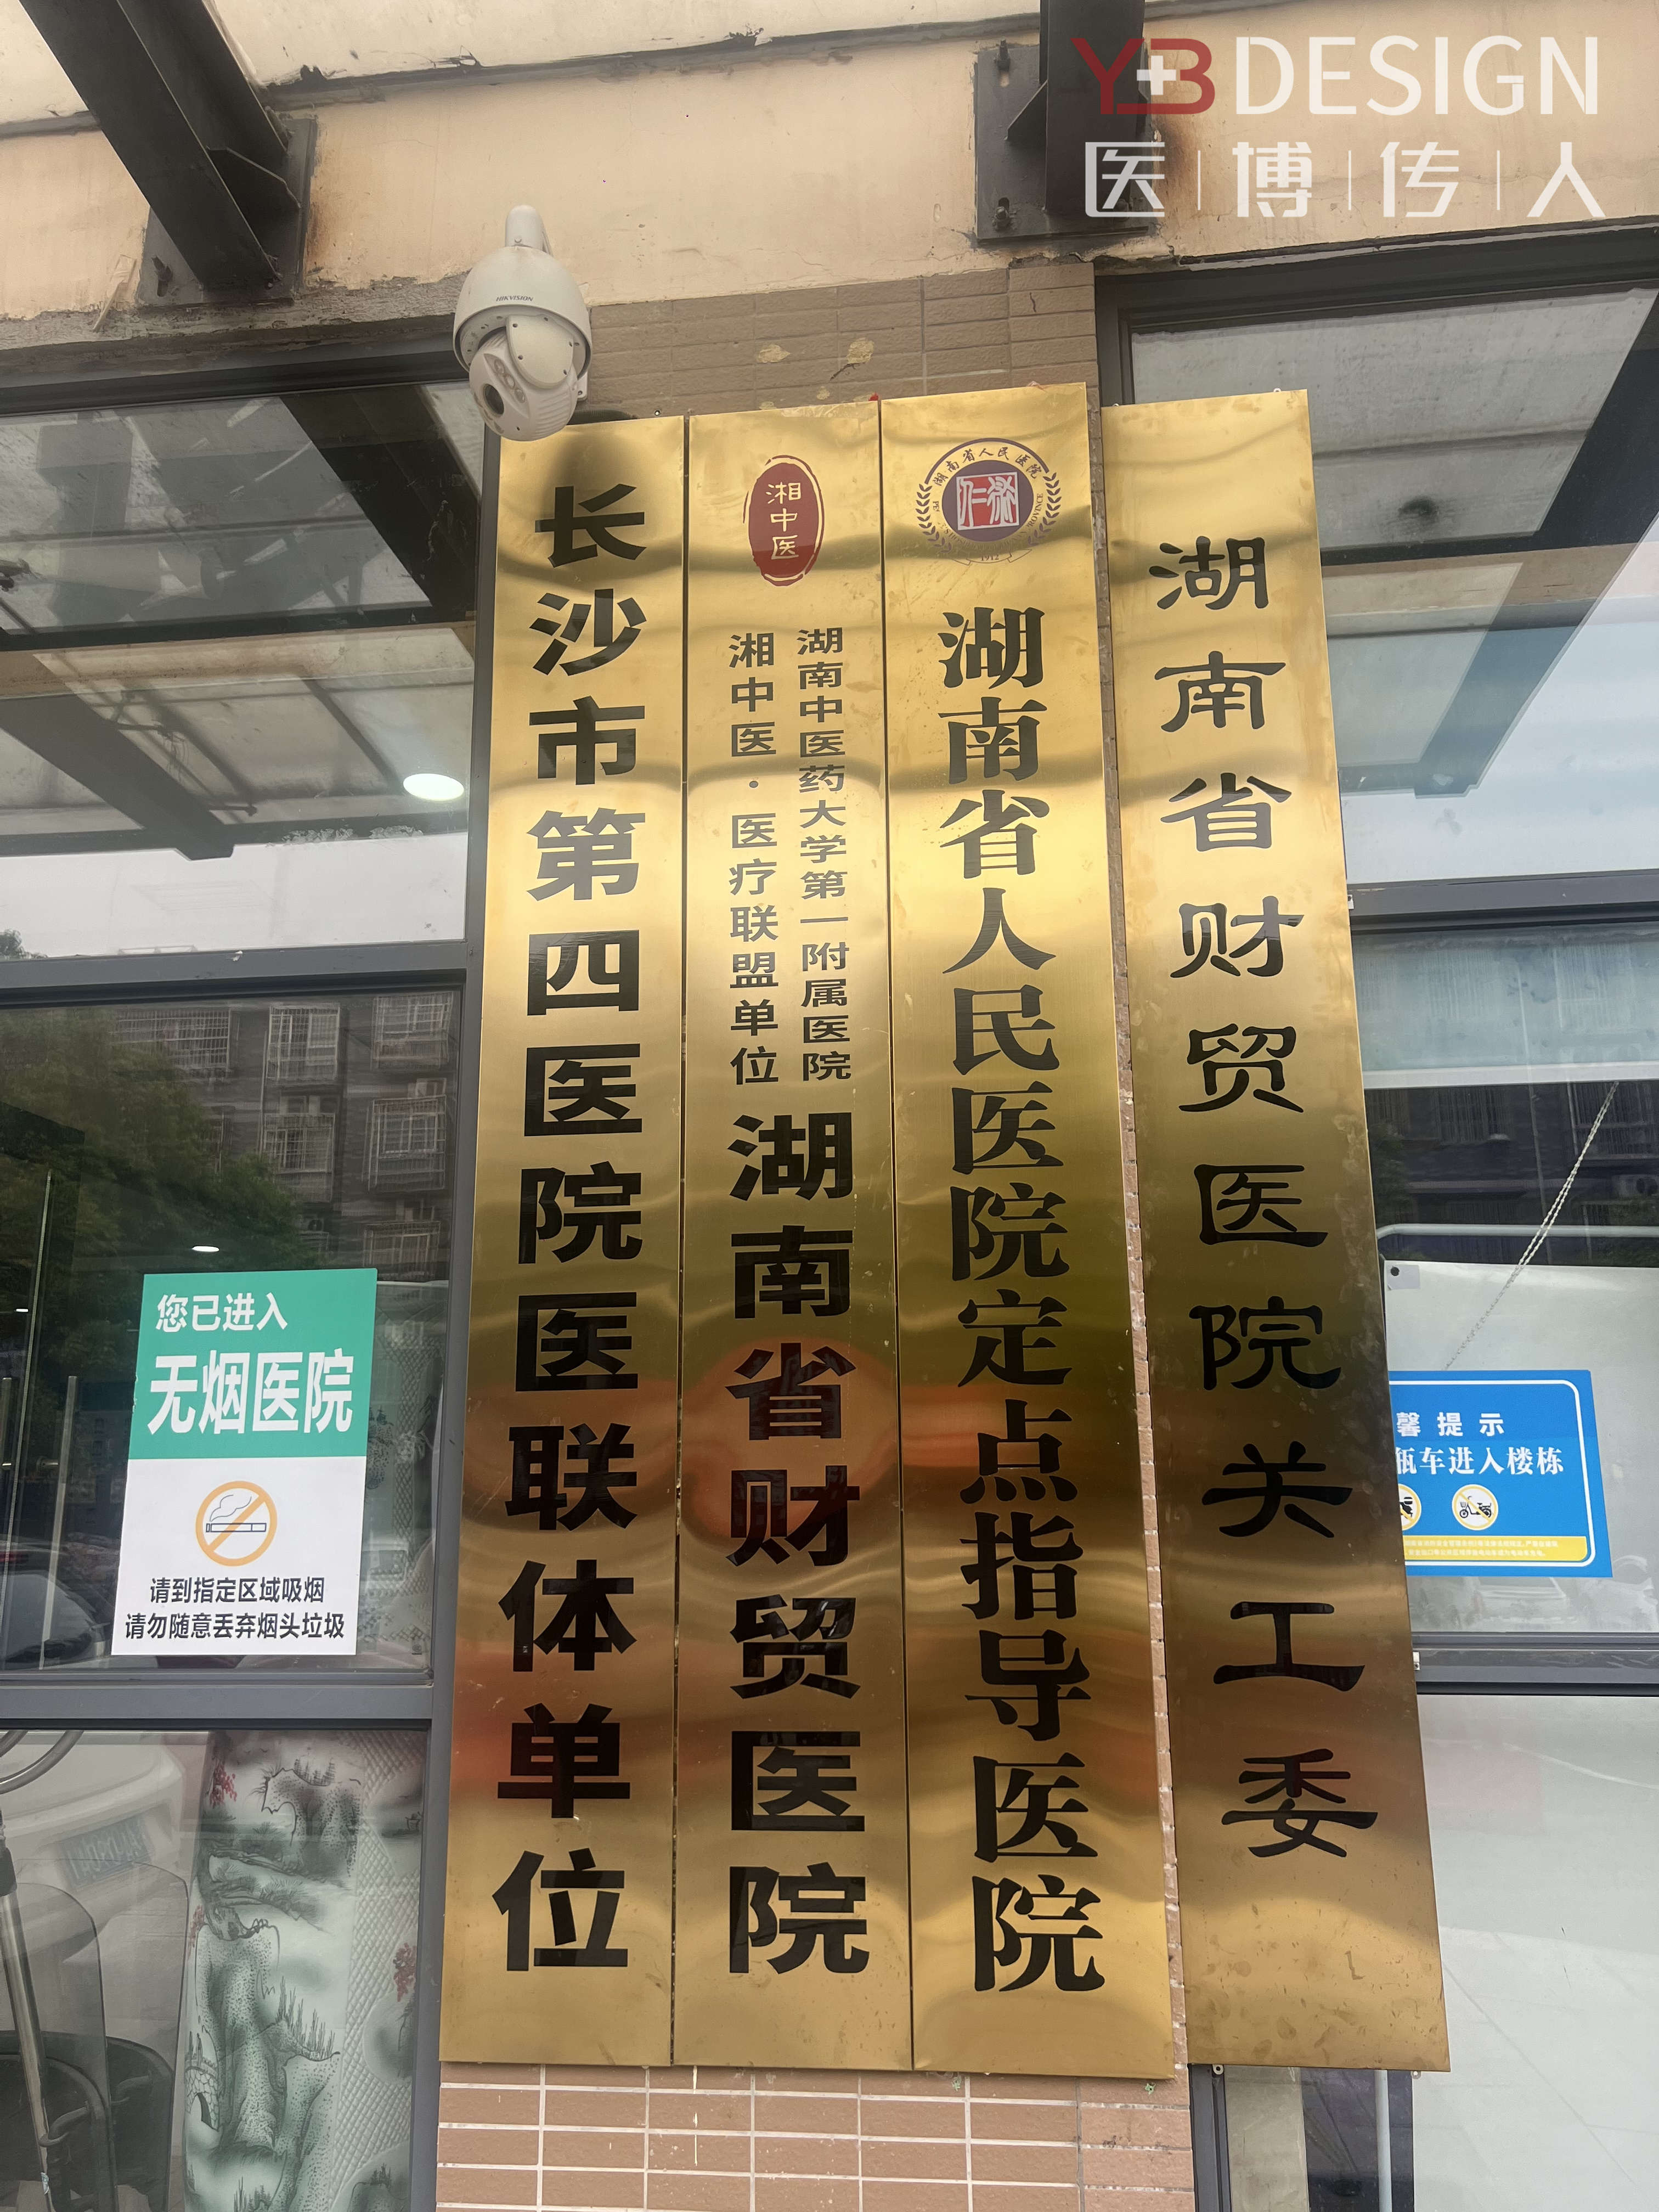 YB DESIGN
医博传人
HIKVISION
长沙市第四医院医联体单位
湘中医
湖南中医药大学第一附属医院
湘中医·医疗联盟单位
湖南省财贸医院
湖南省人民医院
仁术
1912
湖南省人民医院定点指导医院
湖南省财贸医院关工委
您已进入
无烟医院
请到指定区域吸烟
请勿随意丢弃烟头垃圾
馨提示
瓶车进入楼栋